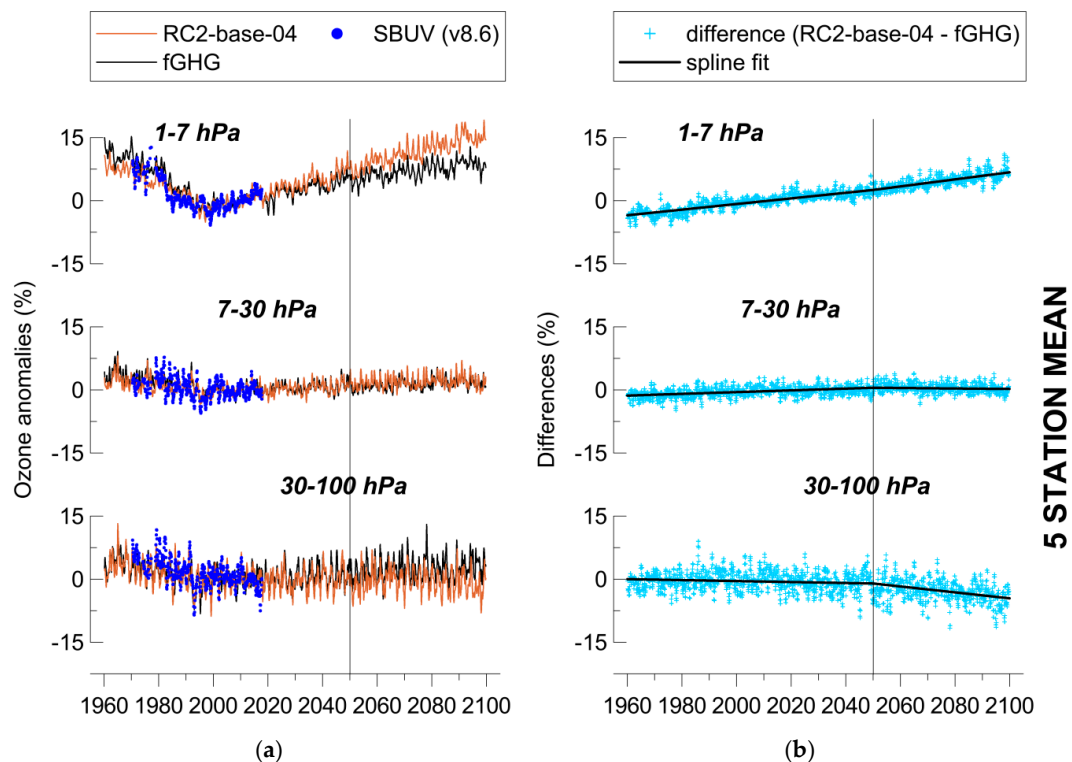 RC2-base-04
SBUV (v8.6)
fGHG
difference (RC2-base-04 - fGHG)
spline fit
Ozone anomalies (%)
1-7 hPa
15
0
-15
7-30 hPa
15
0
-15
30-100 hPa
15
0
-15
1960 1980 2000 2020 2040 2060 2080 2100
(a)
Differences (%)
1-7 hPa
15
0
-15
7-30 hPa
15
0
-15
30-100 hPa
15
0
-15
1960 1980 2000 2020 2040 2060 2080 2100
(b)
5 STATION MEAN